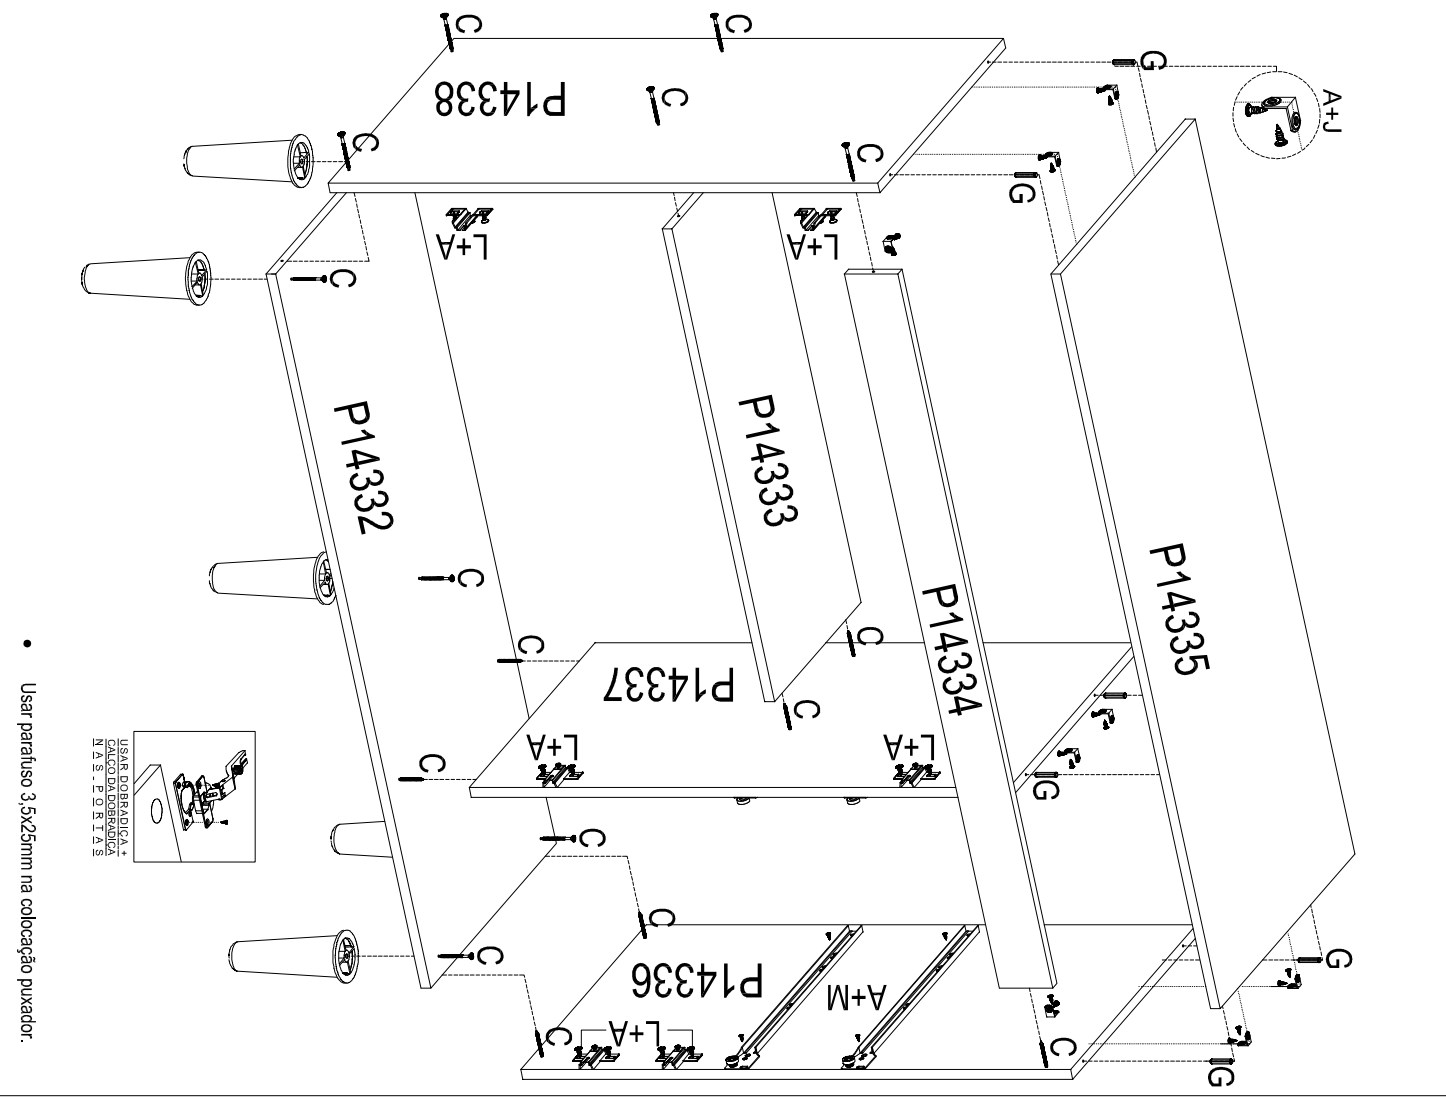 A+J
G
G
P14335
G
C
G
G
P14334
L+A
C
C
A+M
L+A
C
P14333
C
P14336
C
P14337
C
L+A
C
C
L+A
C
P14338
C
C
C
L+A
C
C
P14332
C
USAR DOBRADIÇA +
CALÇO DA DOBRADIÇA
NAS PORTAS
• Usar parafuso 3,5x25mm na colocação puxador.